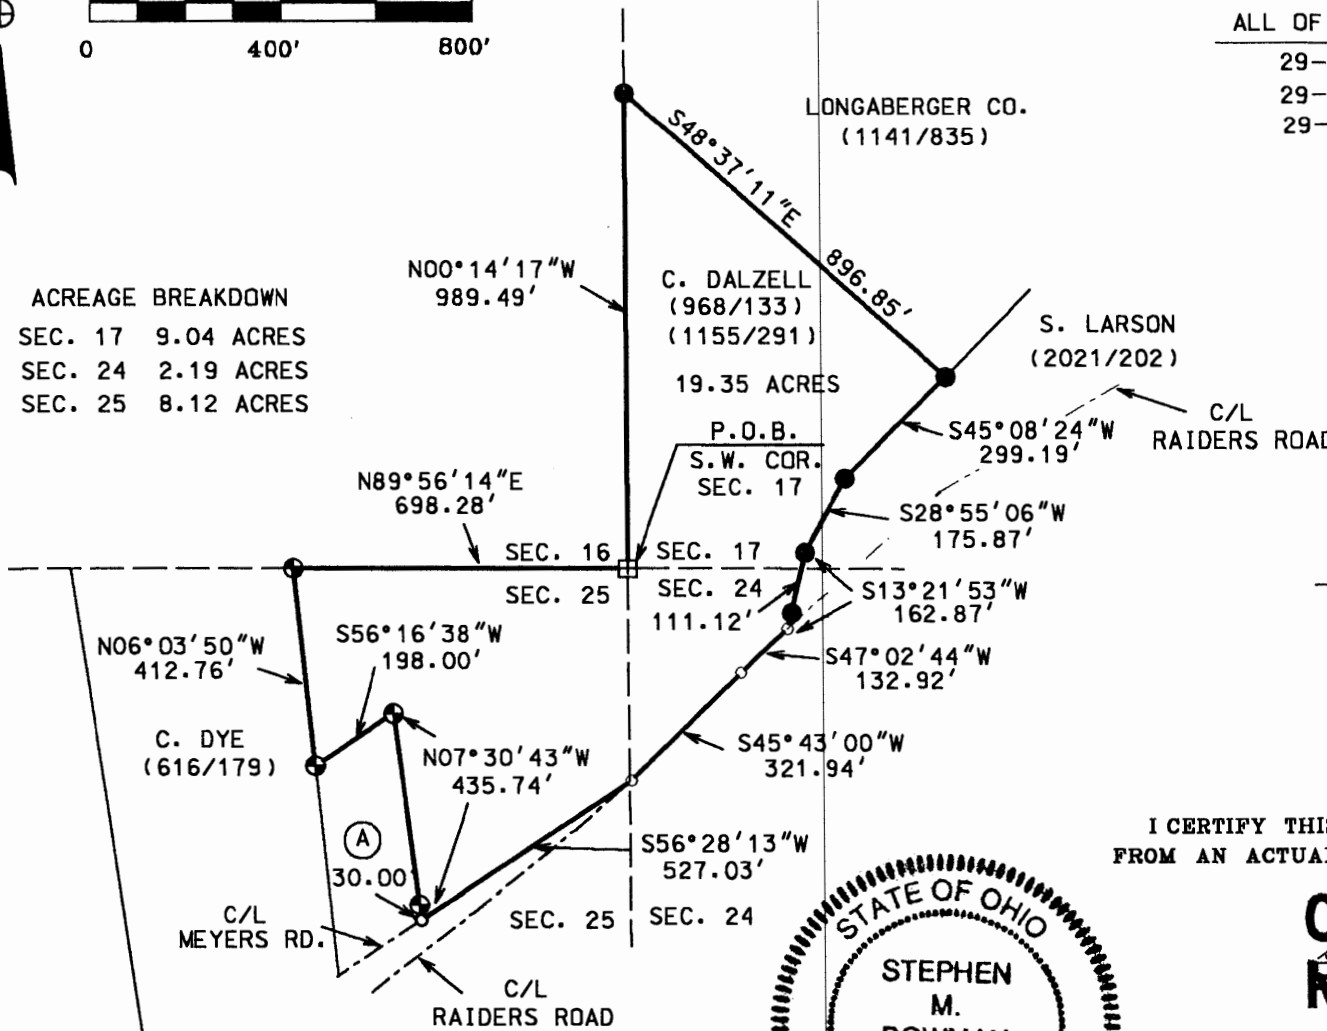 0 400' 800'
ALL OF
29-
29-
29-
LONGABERGER CO.
(1141/835)
S48°37'11"E
896.85'
N00°14'17"W
989.49'
C. DALZELL
(968/133)
(1155/291)
19.35 ACRES
ACREAGE BREAKDOWN
SEC. 17 9.04 ACRES
SEC. 24 2.19 ACRES
SEC. 25 8.12 ACRES
S. LARSON
(2021/202)
C/L
RAIDERS ROAD
P.O.B.
S.W. COR.
SEC. 17
S45°08'24"W
299.19'
N89°56'14"E
698.28'
S28°55'06"W
175.87'
SEC. 16
SEC. 17
SEC. 25
SEC. 24
111.12'
S13°21'53"W
162.87'
N06°03'50"W
412.76'
S56°16'38"W
198.00'
S47°02'44"W
132.92'
C. DYE
(616/179)
N07°30'43"W
435.74'
S45°43'00"W
321.94'
A
30.00'
S56°28'13"W
527.03'
SEC. 25
SEC. 24
C/L
MEYERS RD.
C/L
RAIDERS ROAD
I CERTIFY THIS
FROM AN ACTUAL
STATE OF OHIO
STEPHEN
M.
BOWMAN